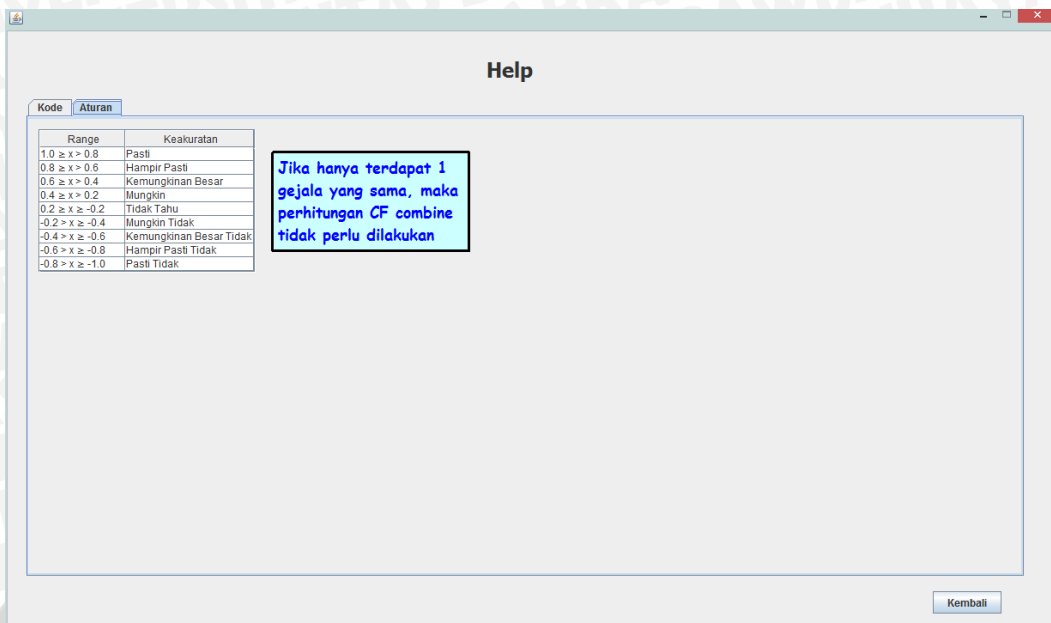 Help
Kode Aturan
Range Keakuratan
1.0 ≥ x > 0.8 Pasti
0.8 ≥ x > 0.6 Hampir Pasti
0.6 ≥ x > 0.4 Kemungkinan Besar
0.4 ≥ x > 0.2 Mungkin
0.2 ≥ x ≥ -0.2 Tidak Tahu
-0.2 > x ≥ -0.4 Mungkin Tidak
-0.4 > x ≥ -0.6 Kemungkinan Besar Tidak
-0.6 > x ≥ -0.8 Hampir Pasti Tidak
-0.8 > x ≥ -1.0 Pasti Tidak
Jika hanya terdapat 1
gejala yang sama, maka
perhitungan CF combine
tidak perlu dilakukan
Kembali